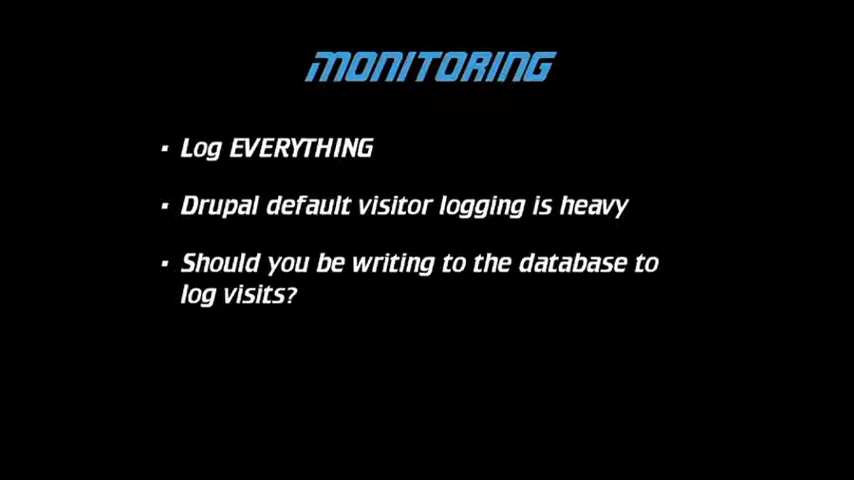 MONITORING
• Log EVERYTHING
• Drupal default visitor logging is heavy
• Should you be writing to the database to
log visits?